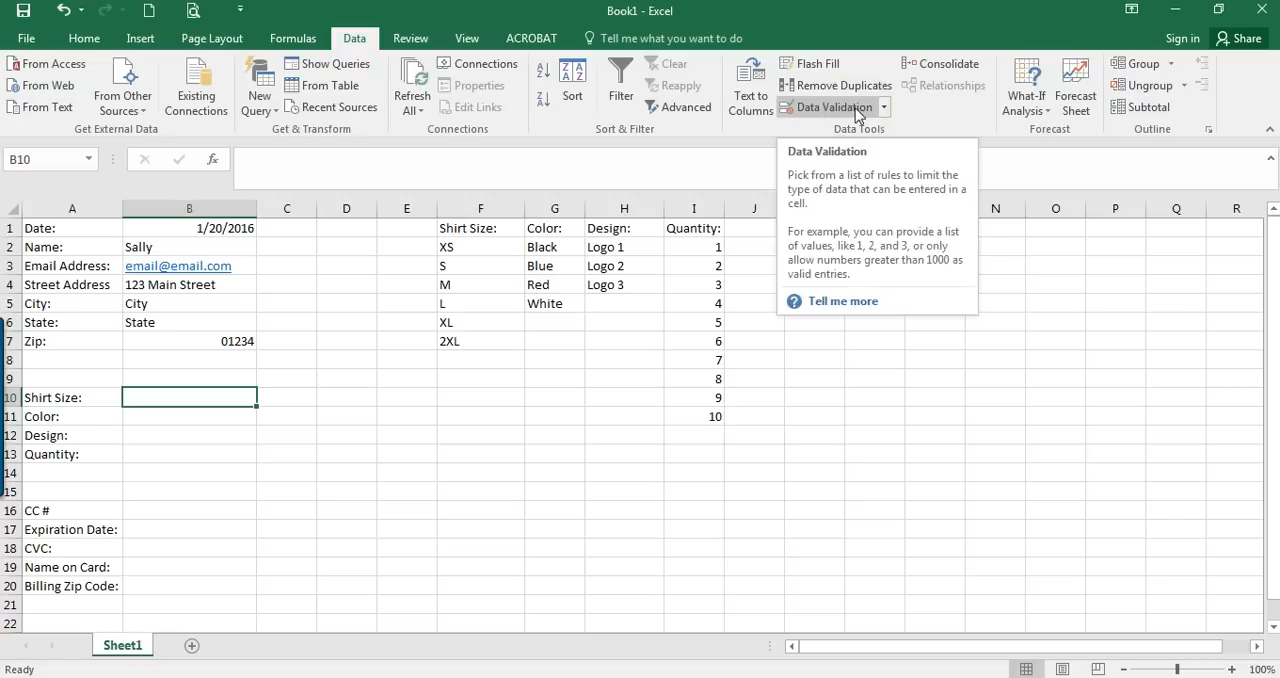 Book1 - Excel
File Home Insert Page Layout Formulas Data Review View ACROBAT Tell me what you want to do Sign in Share
From Access
From Web
From Text
From Other Sources
Existing Connections
Get External Data
New Query
Show Queries
From Table
Recent Sources
Get & Transform
Refresh All
Connections
Properties
Edit Links
Connections
Sort
Filter
Clear
Reapply
Advanced
Sort & Filter
Text to Columns
Flash Fill
Remove Duplicates
Data Validation
Consolidate
Relationships
Data Tools
What-If Analysis
Forecast Sheet
Forecast
Group
Ungroup
Subtotal
Outline
B10 fx
Data Validation
Pick from a list of rules to limit the
type of data that can be entered in a
cell.
For example, you can provide a list
of values, like 1, 2, and 3, or only
allow numbers greater than 1000 as
valid entries.
Tell me more
A B C D E F G H I J N O P Q R
1 Date: 1/20/2016 Shirt Size: Color: Design: Quantity:
2 Name: Sally XS Black Logo 1 1
3 Email Address: email@email.com S Blue Logo 2 2
4 Street Address 123 Main Street M Red Logo 3 3
5 City: City L White 4
6 State: State XL 5
7 Zip: 01234 2XL 6
8 7
9 8
10 Shirt Size: 9
11 Color: 10
12 Design:
13 Quantity:
14
15
16 CC #
17 Expiration Date:
18 CVC:
19 Name on Card:
20 Billing Zip Code:
21
22
Sheet1
Ready 100%